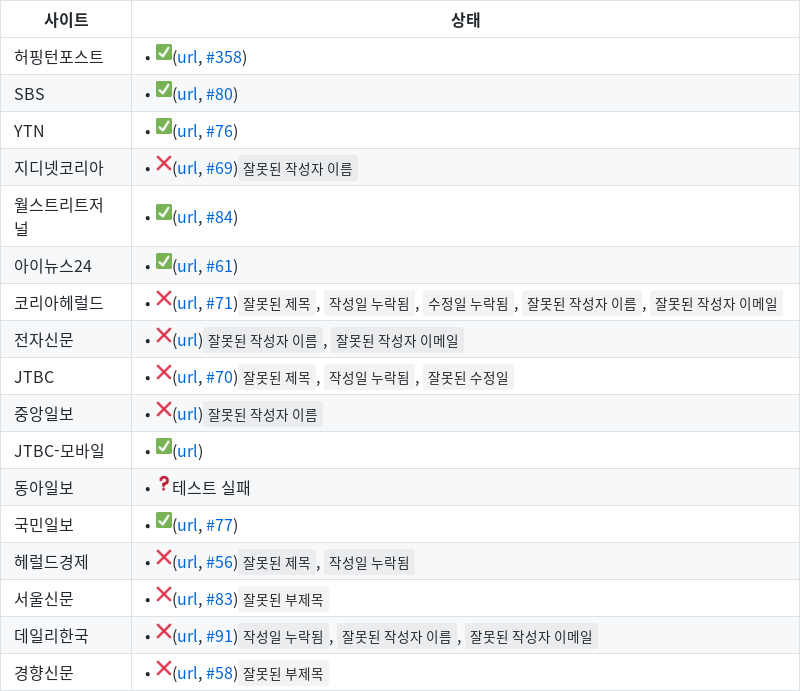 사이트 상태
허핑턴포스트 • ✅(url, #358)
SBS • ✅(url, #80)
YTN • ✅(url, #76)
지디넷코리아 • ❌(url, #69) 잘못된 작성자 이름
월스트리트저
널 • ✅(url, #84)
아이뉴스24 • ✅(url, #61)
코리아헤럴드 • ❌(url, #71) 잘못된 제목 , 작성일 누락됨 , 수정일 누락됨 , 잘못된 작성자 이름 , 잘못된 작성자 이메일
전자신문 • ❌(url) 잘못된 작성자 이름 , 잘못된 작성자 이메일
JTBC • ❌(url, #70) 잘못된 제목 , 작성일 누락됨 , 잘못된 수정일
중앙일보 • ❌(url) 잘못된 작성자 이름
JTBC-모바일 • ✅(url)
동아일보 • ❓테스트 실패
국민일보 • ✅(url, #77)
헤럴드경제 • ❌(url, #56) 잘못된 제목 , 작성일 누락됨
서울신문 • ❌(url, #83) 잘못된 부제목
데일리한국 • ❌(url, #91) 작성일 누락됨 , 잘못된 작성자 이름 , 잘못된 작성자 이메일
경향신문 • ❌(url, #58) 잘못된 부제목